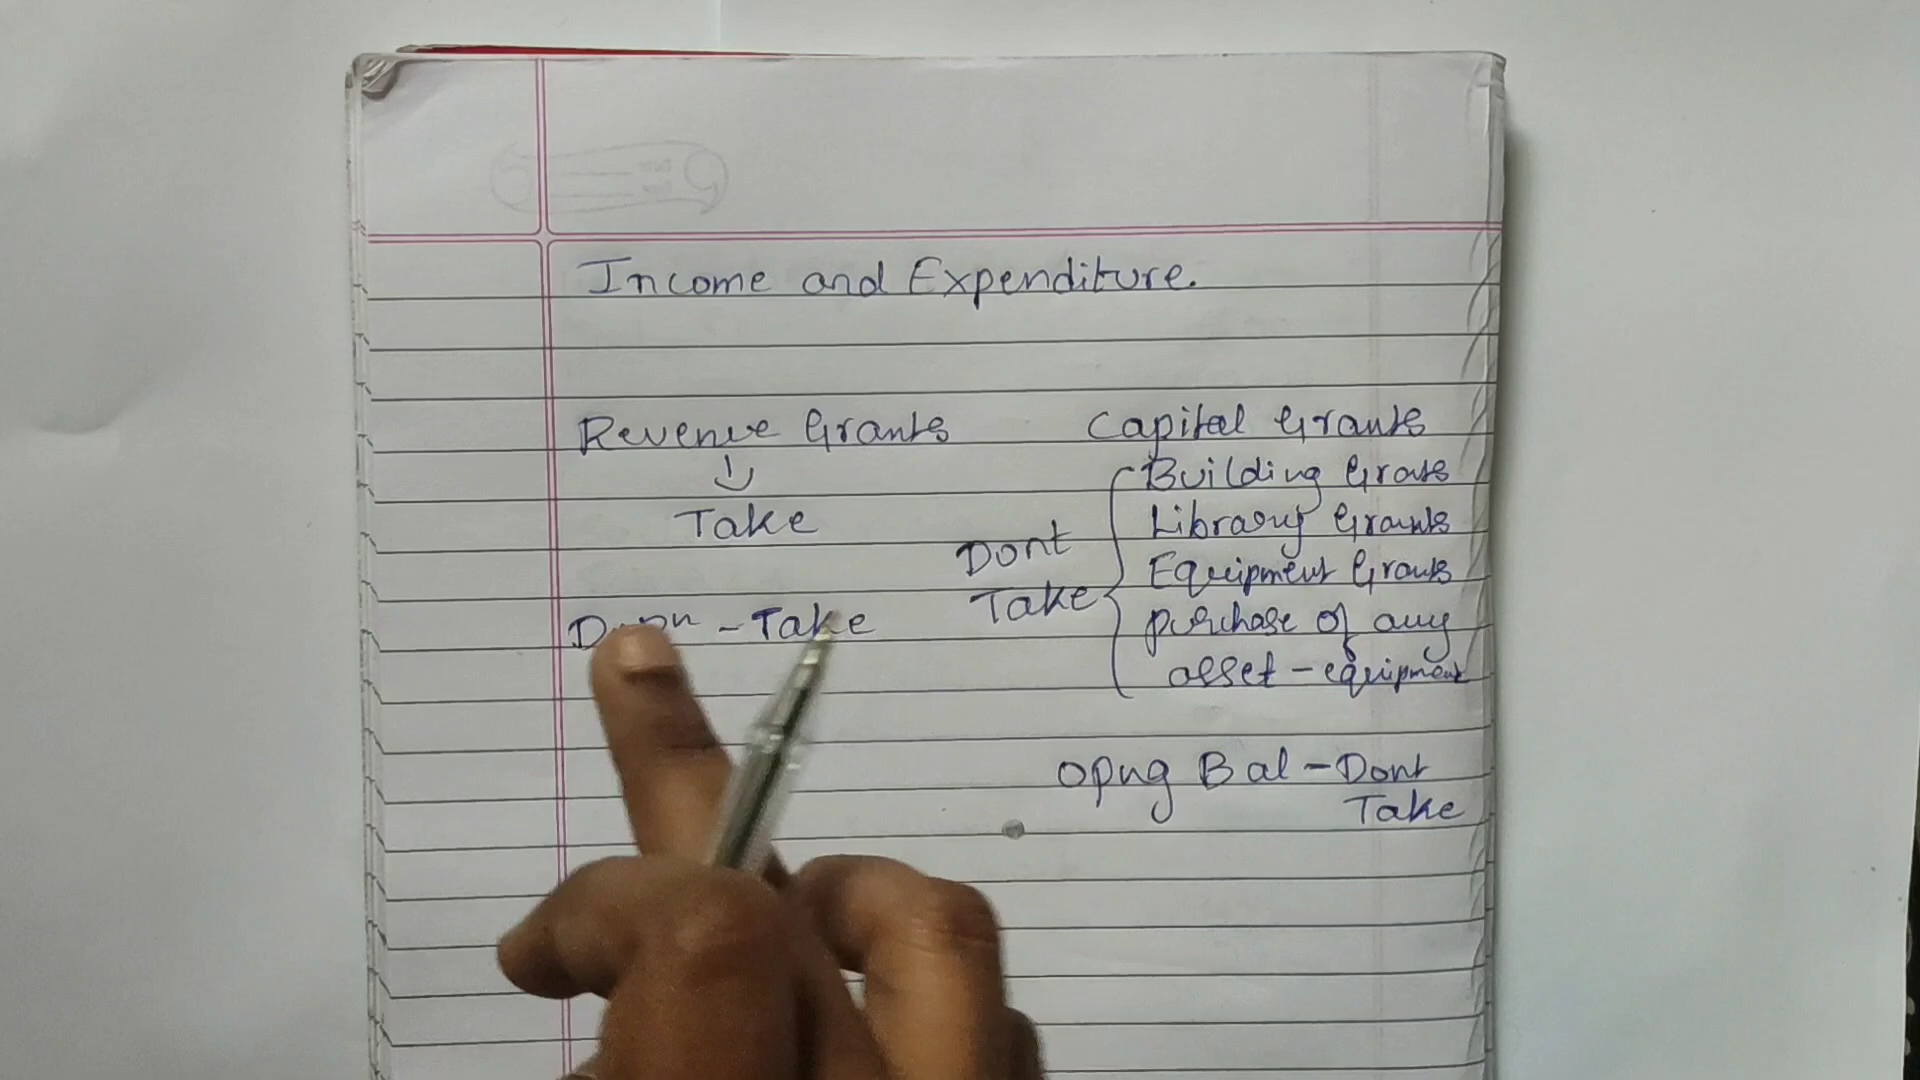 Income and Expenditure.
Revenue Grants
Take
Depn - Take
Capital Grants
Building Grants
Library Grants
Equipment Grants
purchase of any
asset - equipment
Dont
Take
Opng Bal - Dont
Take